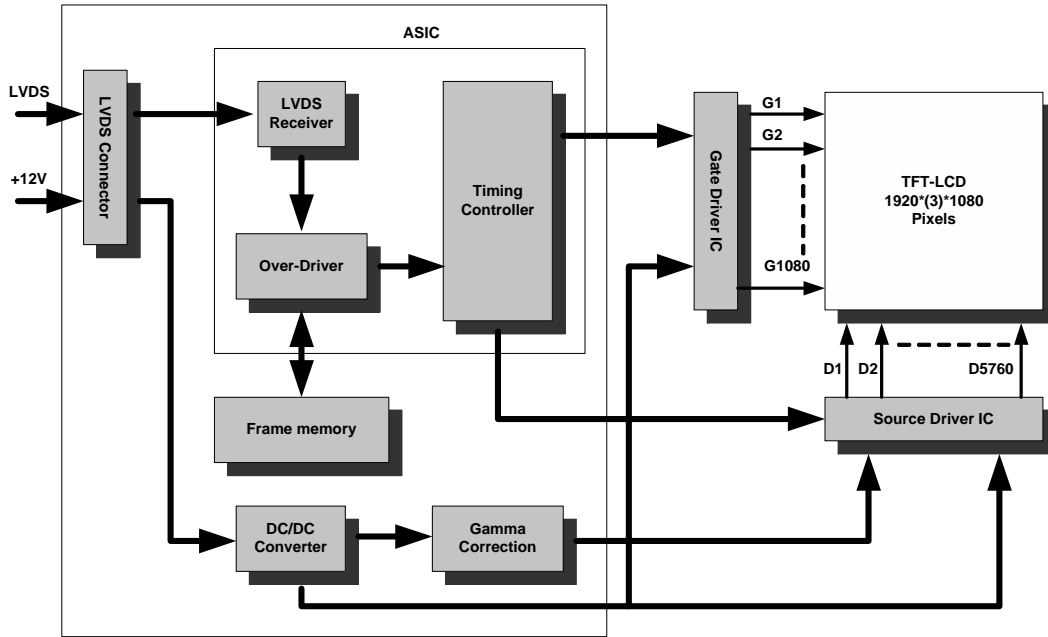 ASIC
LVDS
+12V
LVDS Connector
LVDS
Receiver
Over-Driver
Timing
Controller
Frame memory
DC/DC
Converter
Gamma
Correction
Gate Driver IC
G1
G2
G1080
TFT-LCD
1920*(3)*1080
Pixels
D1
D2
D5760
Source Driver IC